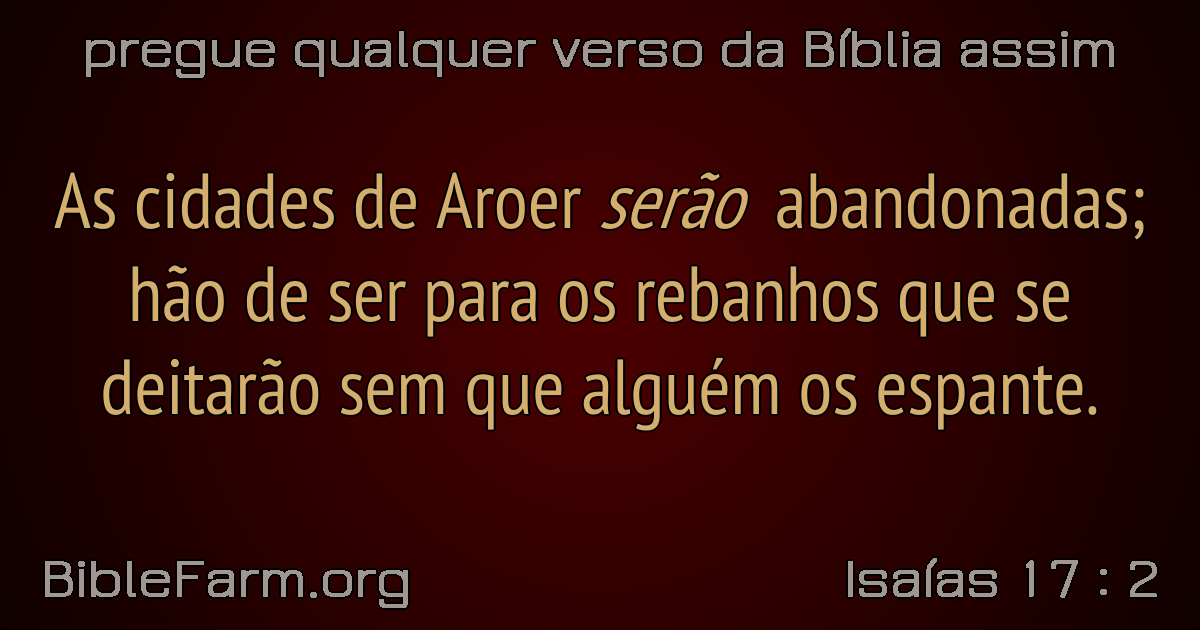 pregue qualquer verso da Bíblia assim
As cidades de Aroer serão abandonadas;
hão de ser para os rebanhos que se
deitarão sem que alguém os espante.
BibleFarm.org
Isaías 17 : 2